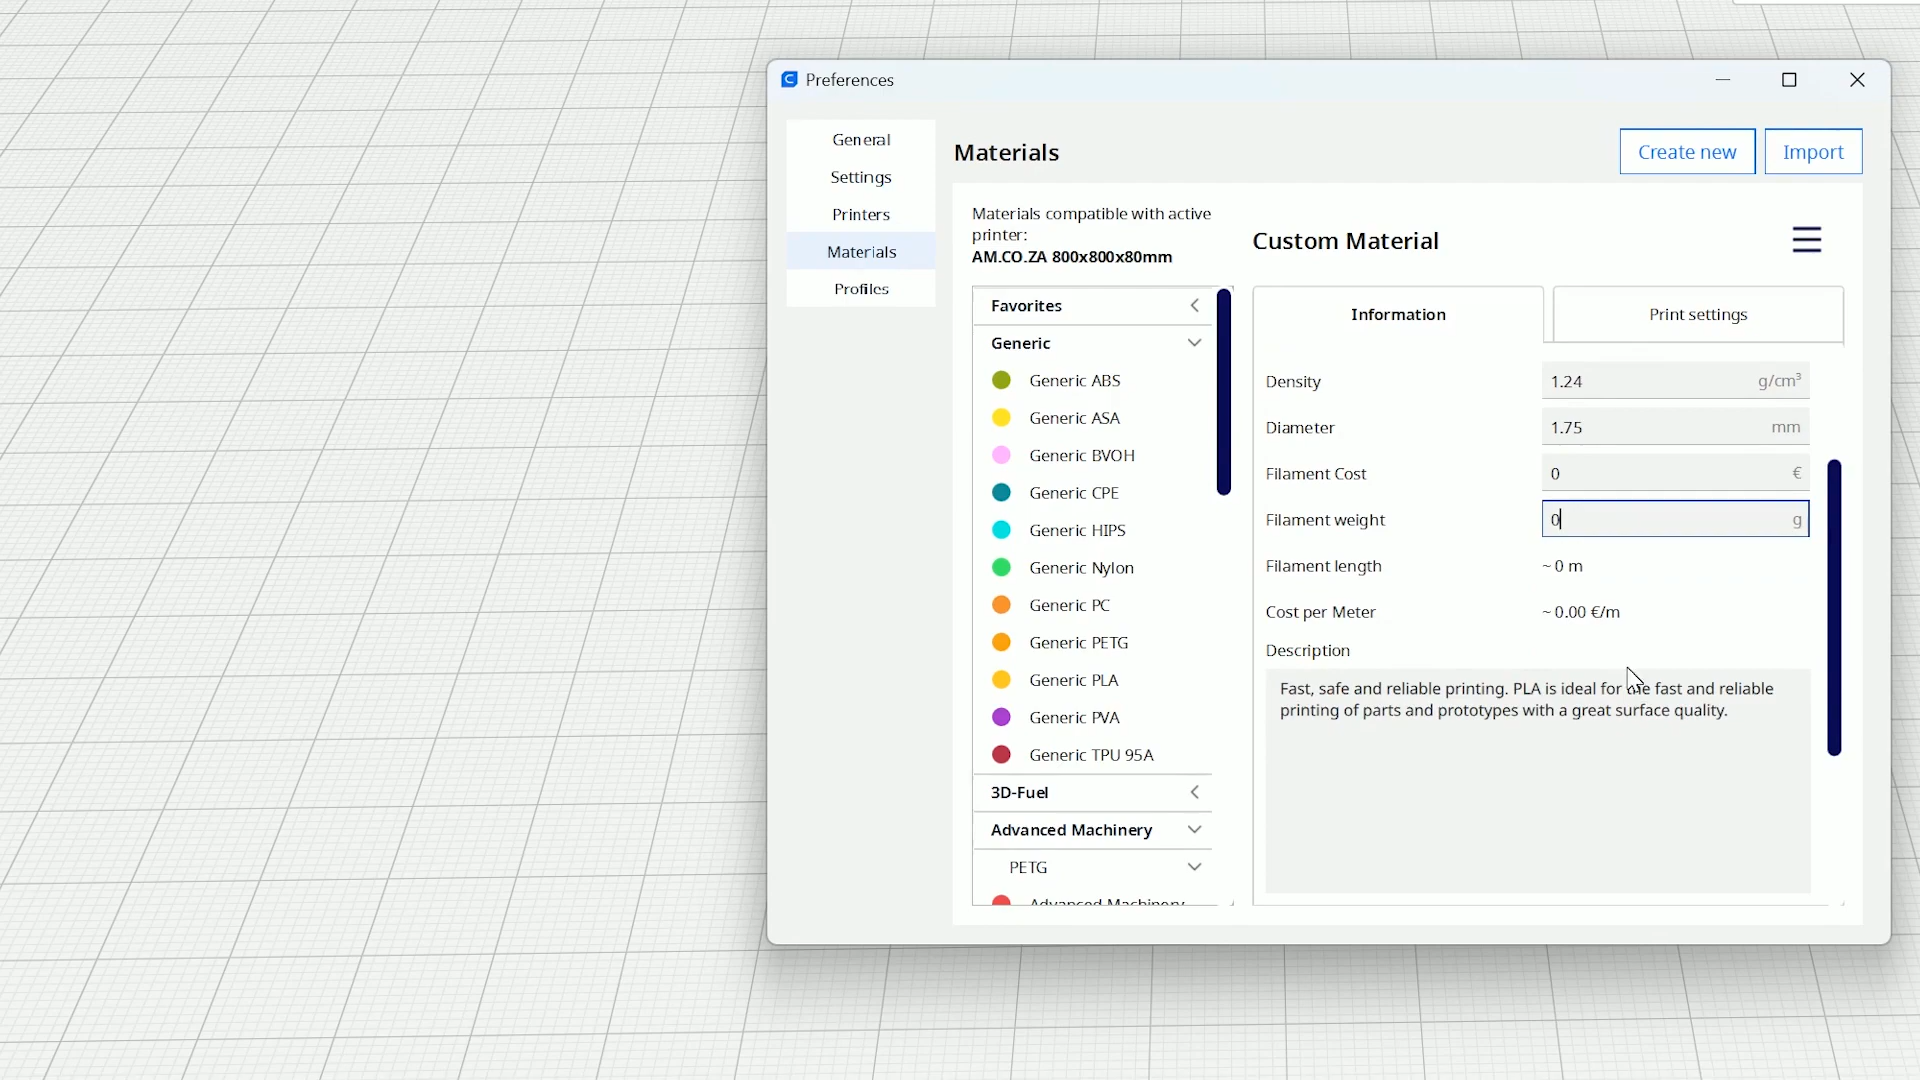 Preferences
General
Settings
Printers
Materials
Profiles
Materials
Create new
Import
Materials compatible with active
printer:
AM.CO.ZA 800x800x80mm
Favorites
Generic
Generic ABS
Generic ASA
Generic BVOH
Generic CPE
Generic HIPS
Generic Nylon
Generic PC
Generic PETG
Generic PLA
Generic PVA
Generic TPU 95A
3D-Fuel
Advanced Machinery
PETG
Advanced Machinery
Custom Material
Information
Print settings
Density 1.24 g/cm³
Diameter 1.75 mm
Filament Cost 0 €
Filament weight 0 g
Filament length ~ 0 m
Cost per Meter ~ 0.00 €/m
Description
Fast, safe and reliable printing. PLA is ideal for the fast and reliable
printing of parts and prototypes with a great surface quality.